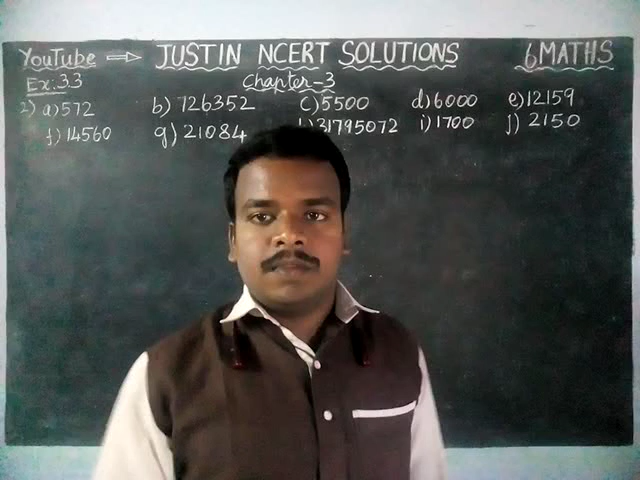 YouTube ⇒ JUSTIN NCERT SOLUTIONS 6MATHS
Ex:3.3 Chapter-3
2) a) 572 b) 726352 c) 5500 d) 6000 e) 12159
f) 14560 g) 21084 h) 31795072 i) 1700 j) 2150